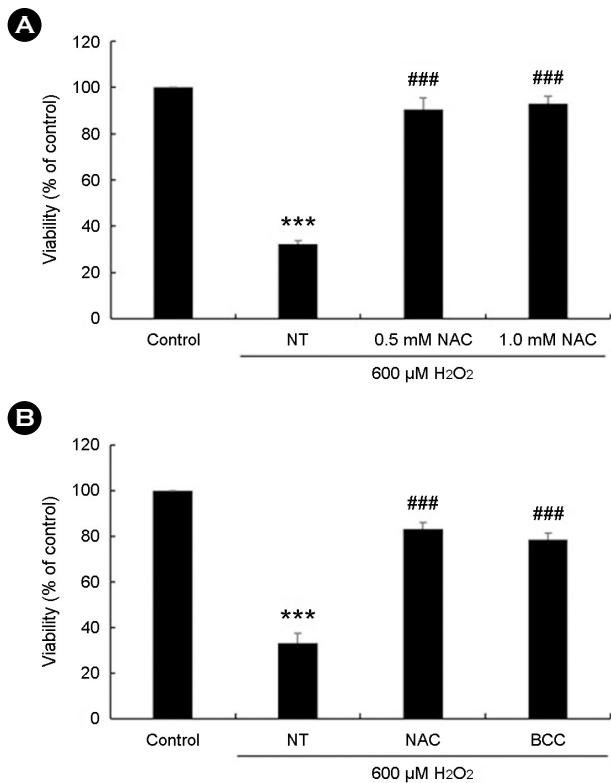 A
120
100
80
60
40
20
0
Viability (% of control)
***
###
###
Control
NT
0.5 mM NAC
1.0 mM NAC
600 µM H2O2
B
120
100
80
60
40
20
0
Viability (% of control)
***
###
###
Control
NT
NAC
BCC
600 µM H2O2